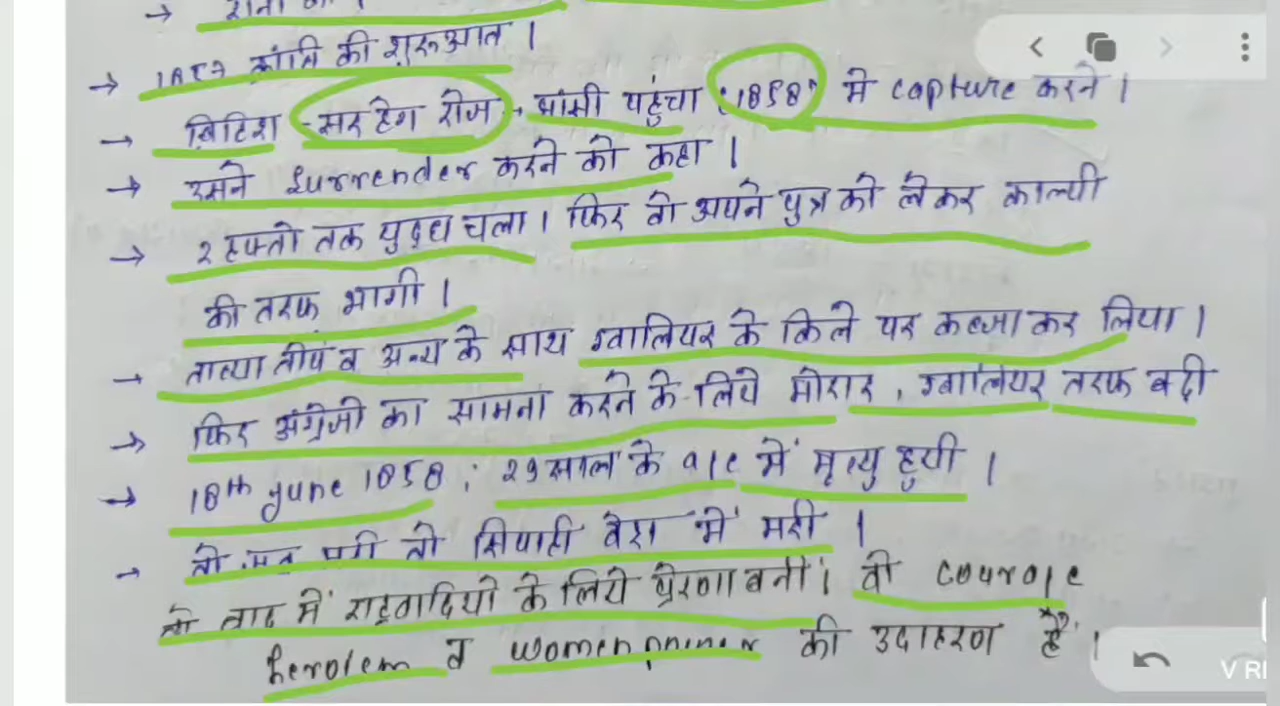 → 1857 क्रांति की शुरूआत ।
→ ब्रिटिश - सर हेग रोज → झांसी पहुंचा (1858) में capture करने ।
→ उसने Surrender करने को कहा ।
→ 2 हफ्तो तक युद्ध चला । फिर वो अपने पुत्र को लेकर काल्पी
की तरफ भागी ।
→ तात्या तोपे व अन्य के साथ ग्वालियर के किले पर कब्जा कर लिया ।
→ फिर अंग्रेजो का सामना करने के लिये मोरार , ग्वालियर तरफ बढी
→ 18th June 1858 ; 29 साल के age में मृत्यु हुयी ।
→ वो जब मरी तो सिपाही वेश में मरी ।
वो बाद में राष्ट्रवादियो के लिये प्रेरणा बनी । वो courage
heroism व women की उदाहरण है ।
V RE